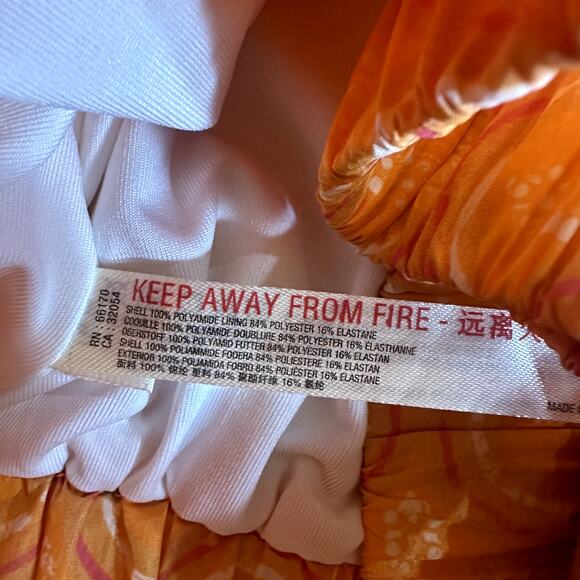 RN : 66170
CA : 32054
KEEP AWAY FROM FIRE - 远离
SHELL 100% POLYAMIDE LINING 84% POLYESTER 16% ELASTANE
COQUILLE 100% POLYAMIDE DOUBLURE 84% POLYESTER 16% ELASTHANNE
OBERSTOFF 100% POLYAMID FUTTER 84% POLYESTER 16% ELASTAN
SHELL 100% POLIAMMIDE FODERA 84% POLIESTERE 16% ELASTAN
EXTERIOR 100% POLIAMIDA FORRO 84% POLIÉSTER 16% ELASTANE
面料 100% 锦纶 里料 84% 聚酯纤维 16% 氨纶
MADE